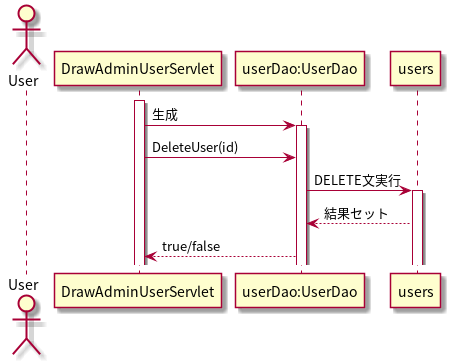 User
DrawAdminUserServlet
userDao:UserDao
users
生成
DeleteUser(id)
DELETE文実行
結果セット
true/false
User
DrawAdminUserServlet
userDao:UserDao
users